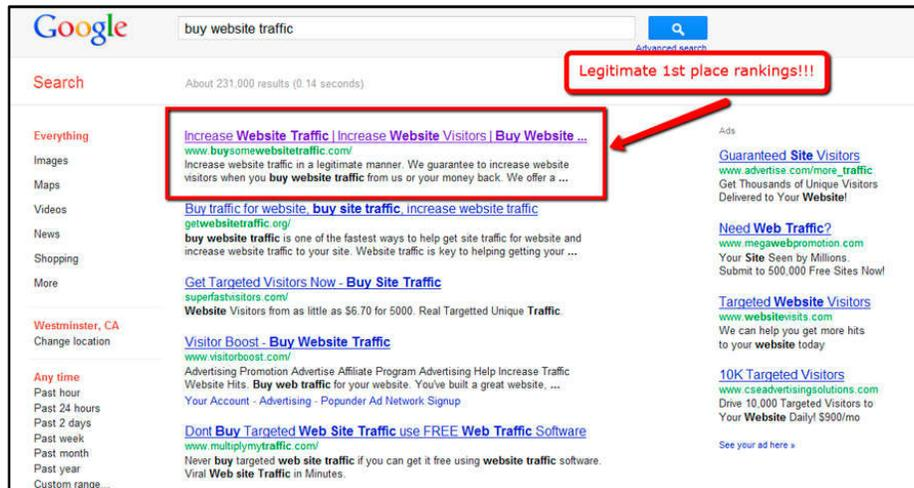 Google
buy website traffic
Advanced search
Search
About 231,000 results (0.14 seconds)
Legitimate 1st place rankings!!!
Everything
Images
Maps
Videos
News
Shopping
More
Westminster, CA
Change location
Any time
Past hour
Past 24 hours
Past 2 days
Past week
Past month
Past year
Custom range...
Increase Website Traffic | Increase Website Visitors | Buy Website ...
www.buysomewebsitetraffic.com/
Increase website traffic in a legitimate manner. We guarantee to increase website
visitors when you buy website traffic from us or your money back. We offer a ...
Buy traffic for website, buy site traffic, increase website traffic
getwebsitetraffic.org/
buy website traffic is one of the fastest ways to help get site traffic for website and
increase website traffic to your site. Website traffic is key to helping getting your ...
Get Targeted Visitors Now - Buy Site Traffic
superfastvisitors.com/
Website Visitors from as little as $6.70 for 5000. Real Targetted Unique Traffic.
Visitor Boost - Buy Website Traffic
www.visitorboost.com/
Advertising Promotion Advertise Affiliate Program Advertising Help Increase Traffic
Website Hits. Buy web traffic for your website. You've built a great website, ...
Your Account - Advertising - Popunder Ad Network Signup
Dont Buy Targeted Web Site Traffic use FREE Web Traffic Software
www.multiplymytraffic.com/
Never buy targeted web site traffic if you can get it free using website traffic software.
Viral Web site Traffic in Minutes.
Ads
Guaranteed Site Visitors
www.advertise.com/more_traffic
Get Thousands of Unique Visitors
Delivered to Your Website!
Need Web Traffic?
www.megawebpromotion.com
Your Site Seen by Millions.
Submit to 500,000 Free Sites Now!
Targeted Website Visitors
www.websitevisits.com
We can help you get more hits
to your website today
10K Targeted Visitors
www.cseadvertisingsolutions.com
Drive 10,000 Targeted Visitors to
Your Website Daily! $900/mo
See your ad here »